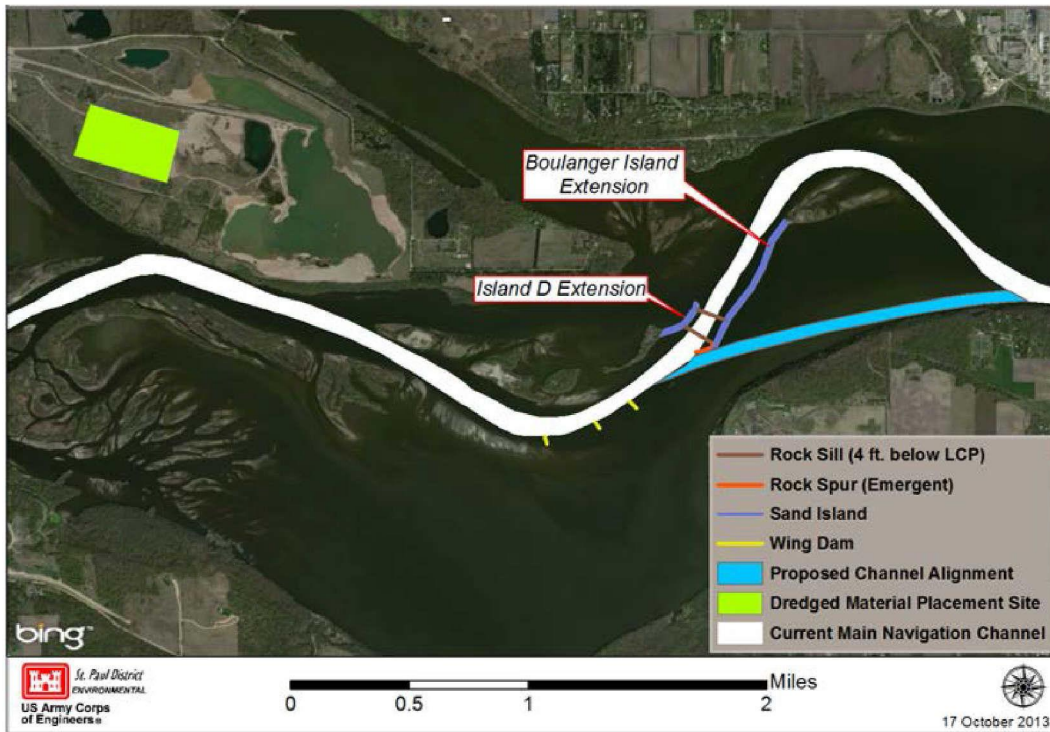 Boulanger Island
Extension
Island D Extension
Rock Sill (4 ft. below LCP)
Rock Spur (Emergent)
Sand Island
Wing Dam
Proposed Channel Alignment
Dredged Material Placement Site
Current Main Navigation Channel
bing™
St. Paul District
ENVIRONMENTAL
US Army Corps
of Engineers®
Miles
0 0.5 1 2
17 October 2013